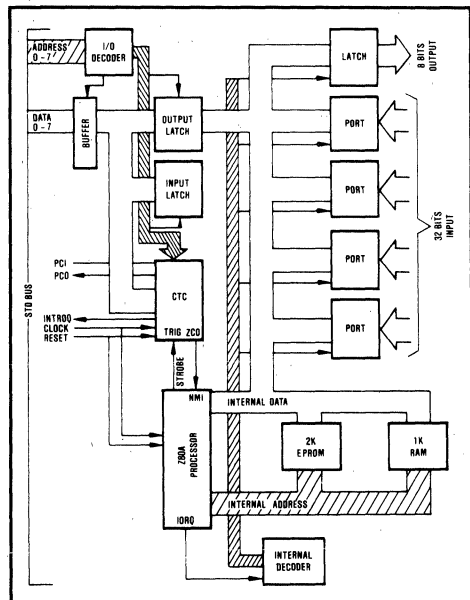 ADDRESS
0 - 7
I/O
DECODER
LATCH
8 BITS
OUTPUT
DATA
0 - 7
BUFFER
OUTPUT
LATCH
PORT
INPUT
LATCH
PORT
32 BITS
INPUT
PCI
PCO
CTC
PORT
STD BUS
INTRQ
CLOCK
RESET
TRIG ZCO
PORT
STROBE
NMI
INTERNAL DATA
Z80A
PROCESSOR
2K
EPROM
1K
RAM
INTERNAL ADDRESS
IORQ
INTERNAL
DECODER